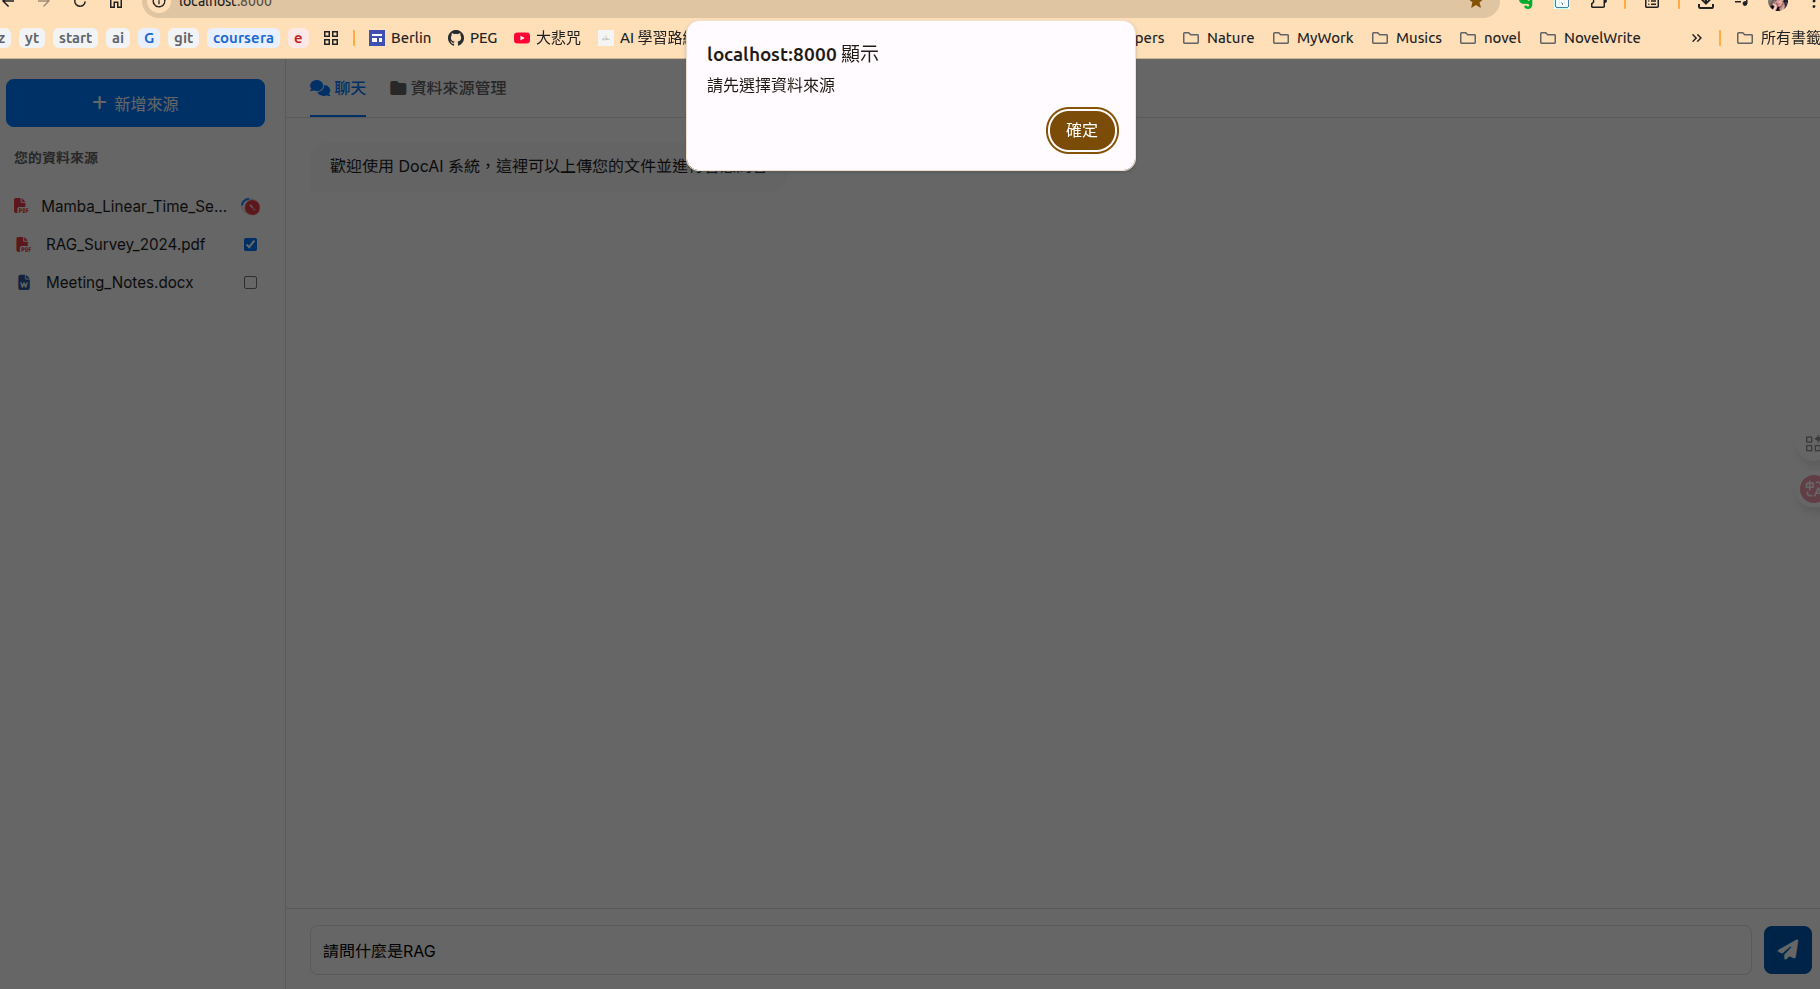 localhost:8000
z yt start ai G git coursera e Berlin PEG 大悲咒 AI 學習路 pers Nature MyWork Musics novel NovelWrite » 所有書籤
localhost:8000 顯示
請先選擇資料來源
確定
+ 新增來源
聊天 資料來源管理
您的資料來源
歡迎使用 DocAI 系統，這裡可以上傳您的文件並進
Mamba_Linear_Time_Se...
RAG_Survey_2024.pdf
Meeting_Notes.docx
請問什麼是RAG